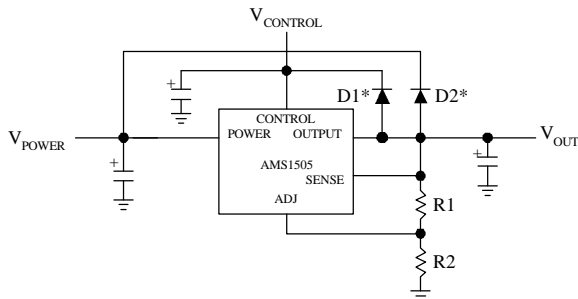 V_CONTROL
+
D1*
D2*
CONTROL
V_POWER
POWER
OUTPUT
V_OUT
+
AMS1505
+
SENSE
ADJ
R1
R2